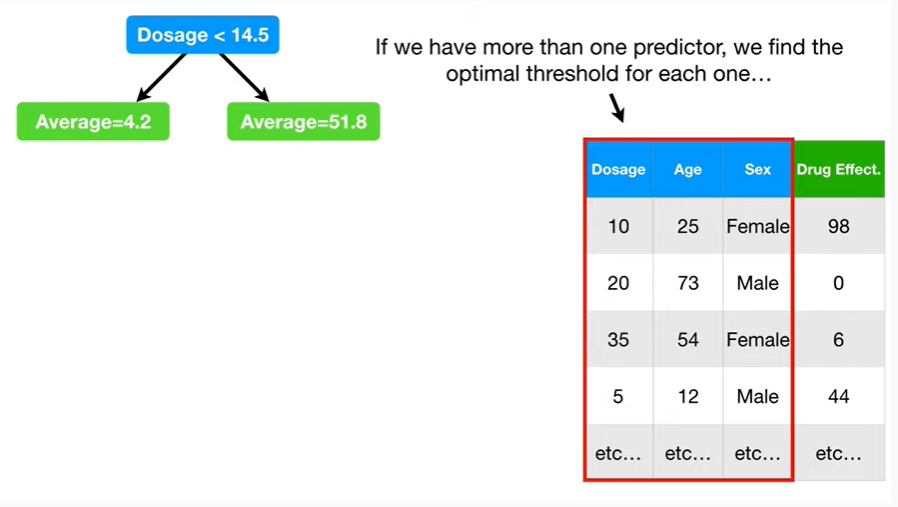 Dosage < 14.5
Average=4.2
Average=51.8
If we have more than one predictor, we find the
optimal threshold for each one…
Dosage Age Sex Drug Effect.
10 25 Female 98
20 73 Male 0
35 54 Female 6
5 12 Male 44
etc… etc… etc… etc…